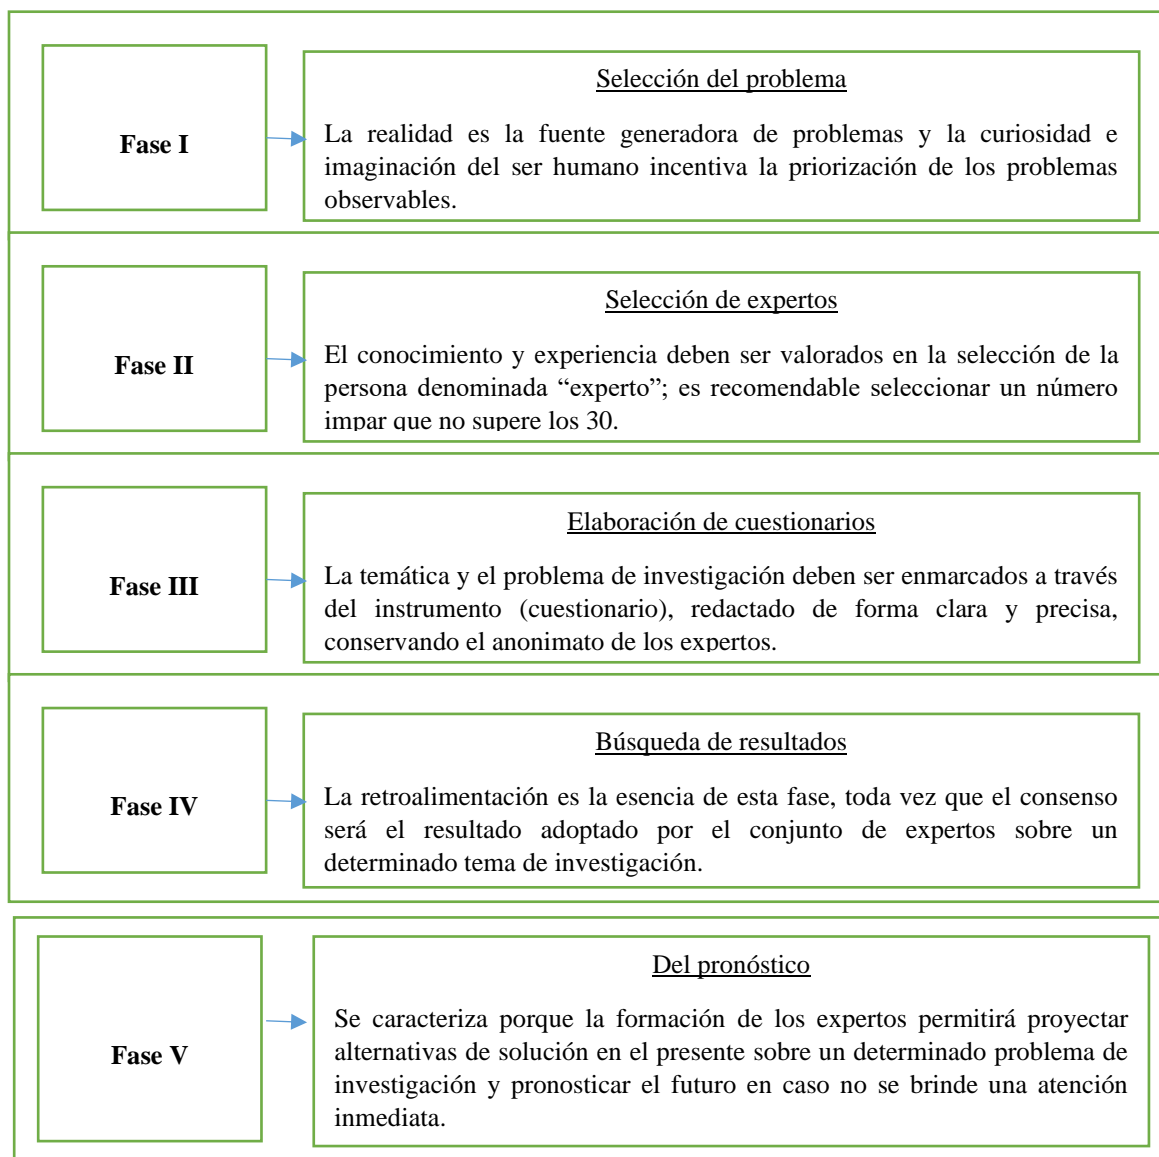 Fase I
Selección del problema
La realidad es la fuente generadora de problemas y la curiosidad e
imaginación del ser humano incentiva la priorización de los problemas
observables.
Fase II
Selección de expertos
El conocimiento y experiencia deben ser valorados en la selección de la
persona denominada “experto”; es recomendable seleccionar un número
impar que no supere los 30.
Fase III
Elaboración de cuestionarios
La temática y el problema de investigación deben ser enmarcados a través
del instrumento (cuestionario), redactado de forma clara y precisa,
conservando el anonimato de los expertos.
Fase IV
Búsqueda de resultados
La retroalimentación es la esencia de esta fase, toda vez que el consenso
será el resultado adoptado por el conjunto de expertos sobre un
determinado tema de investigación.
Fase V
Del pronóstico
Se caracteriza porque la formación de los expertos permitirá proyectar
alternativas de solución en el presente sobre un determinado problema de
investigación y pronosticar el futuro en caso no se brinde una atención
inmediata.